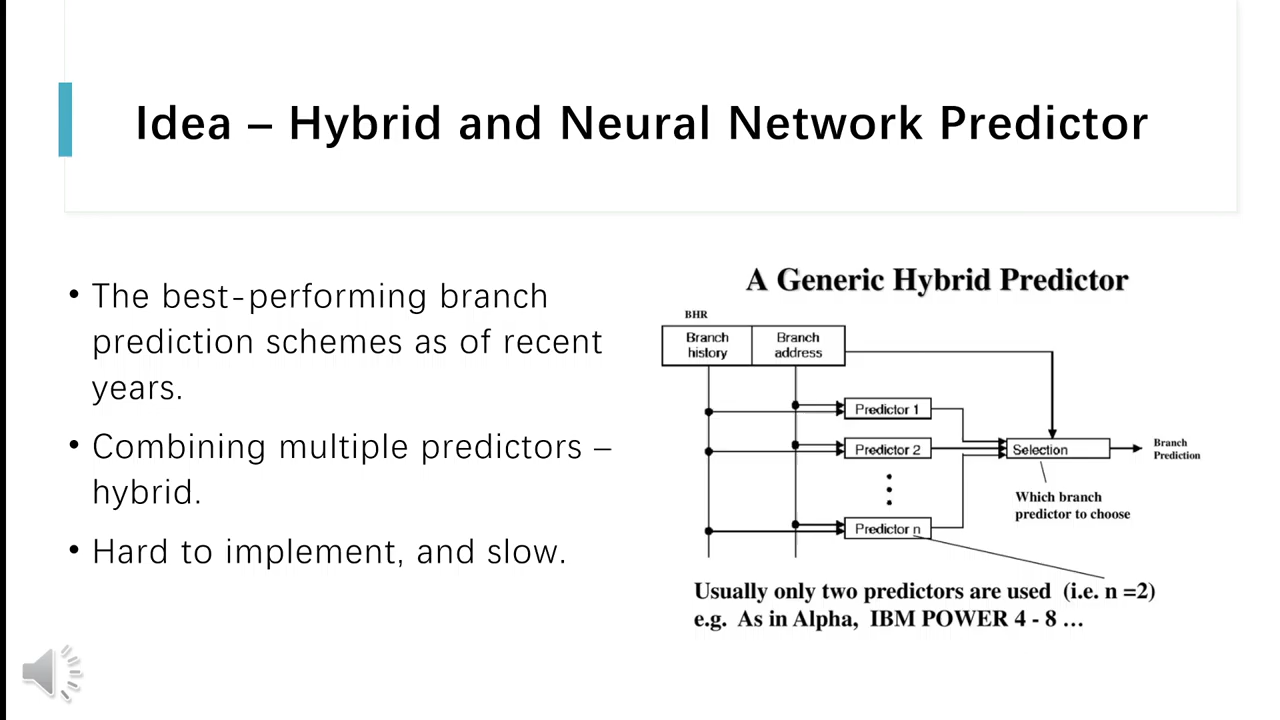 Idea – Hybrid and Neural Network Predictor
• The best-performing branch
prediction schemes as of recent
years.
• Combining multiple predictors –
hybrid.
• Hard to implement, and slow.
A Generic Hybrid Predictor
BHR
Branch
history
Branch
address
Predictor 1
Predictor 2
Predictor n
Selection
Branch
Prediction
Which branch
predictor to choose
Usually only two predictors are used (i.e. n =2)
e.g. As in Alpha, IBM POWER 4 - 8 ...